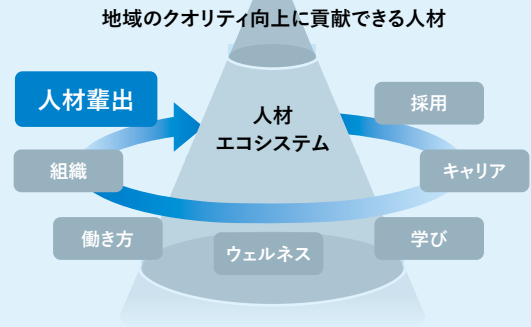 地域のクオリティ向上に貢献できる人材
人材輩出
人材
エコシステム
採用
組織
キャリア
働き方
ウェルネス
学び